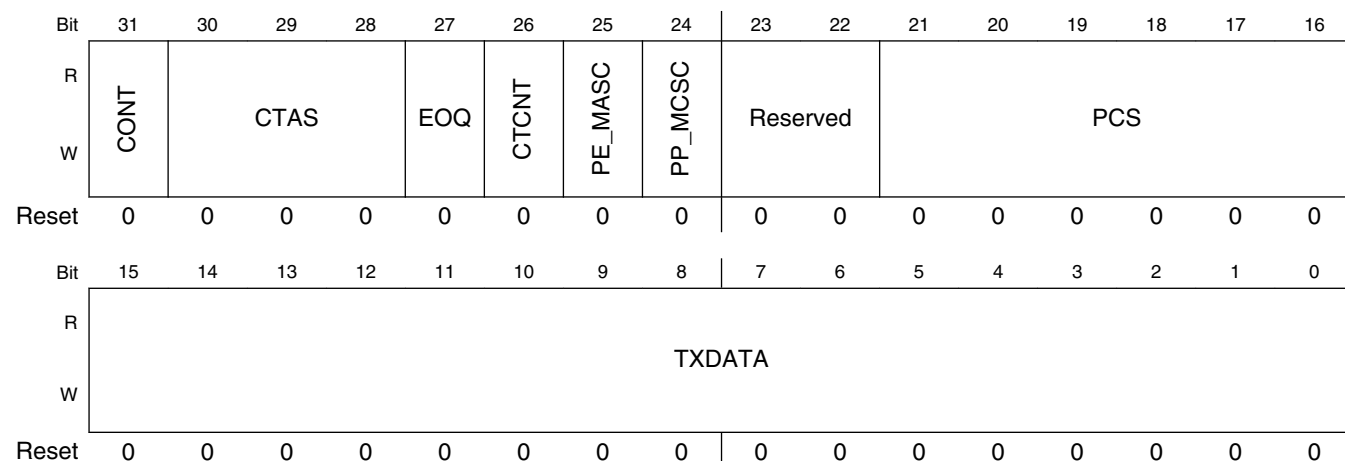 Bit 31 30 29 28 27 26 25 24 23 22 21 20 19 18 17 16
R
W
CONT CTAS EOQ CTCNT PE_MASC PP_MCSC Reserved PCS
Reset 0 0 0 0 0 0 0 0 0 0 0 0 0 0 0 0
Bit 15 14 13 12 11 10 9 8 7 6 5 4 3 2 1 0
R
TXDATA
W
Reset 0 0 0 0 0 0 0 0 0 0 0 0 0 0 0 0